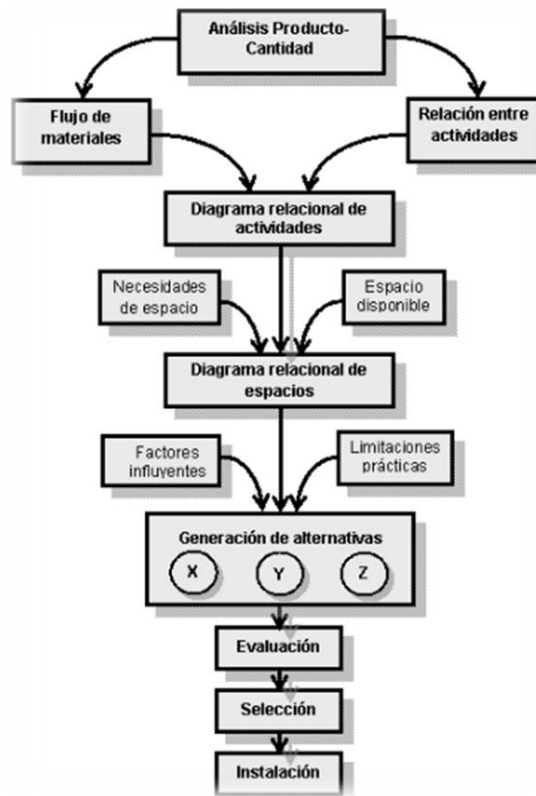 Análisis Producto-
Cantidad
Flujo de
materiales
Relación entre
actividades
Diagrama relacional de
actividades
Necesidades
de espacio
Espacio
disponible
Diagrama relacional de
espacios
Factores
influyentes
Limitaciones
prácticas
Generación de alternativas
X
Y
Z
Evaluación
Selección
Instalación